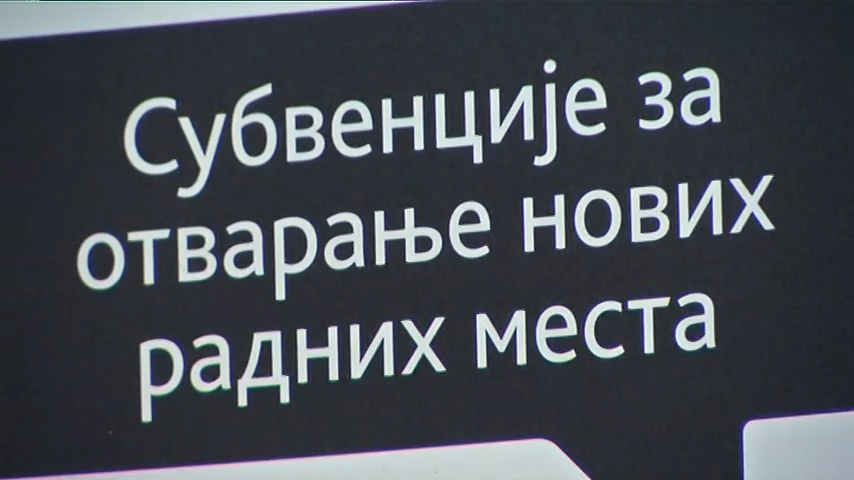 Субвенције за
отварање нових
радних места